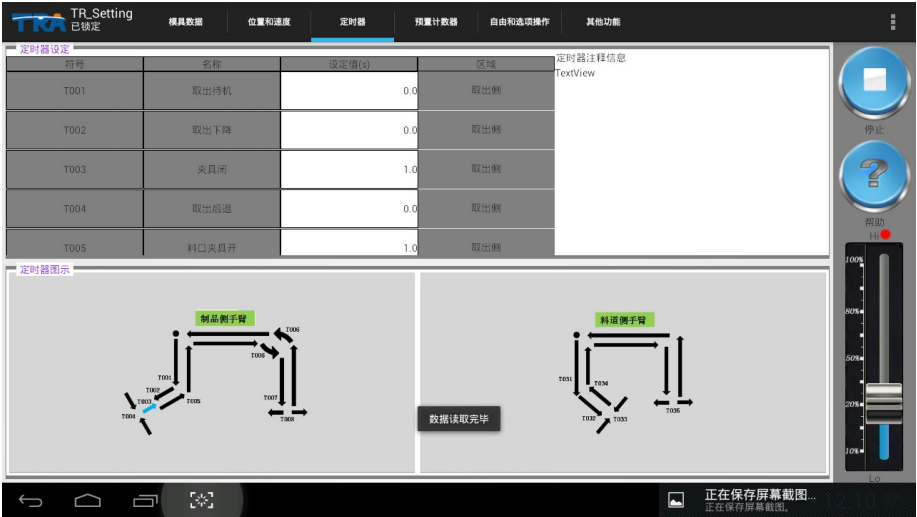 TRA TR_Setting
已锁定
模具数据 位置和速度 定时器 预置计数器 自由和选项操作 其他功能
定时器设定
符号 名称 设定值(s) 区域
T001 取出待机 0.0 取出侧
T002 取出下降 0.0 取出侧
T003 夹具闭 1.0 取出侧
T004 取出后退 0.0 取出侧
T005 料口夹具开 1.0 取出侧
定时器注释信息
TextView
停止
帮助
Hi
100%
80%
50%
20%
10%
Lo
定时器图示
制品侧手臂
T006
T006
T001
T002
T003
T005
T004
T007
T008
料道侧手臂
T031
T034
T032
T033
T035
数据读取完毕
正在保存屏幕截图...
正在保存屏幕截图。